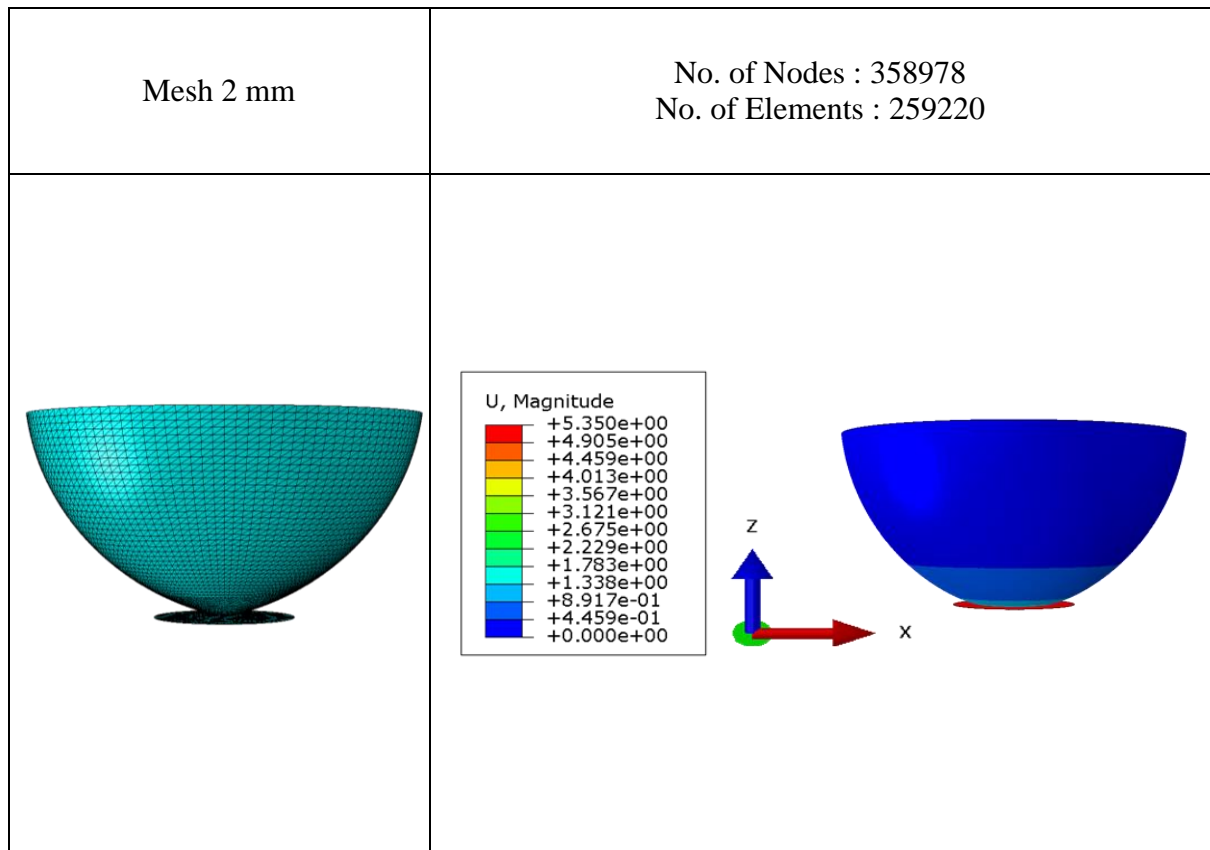 Mesh 2 mm
No. of Nodes : 358978
No. of Elements : 259220
U, Magnitude
+5.350e+00
+4.905e+00
+4.459e+00
+4.013e+00
+3.567e+00
+3.121e+00
+2.675e+00
+2.229e+00
+1.783e+00
+1.338e+00
+8.917e-01
+4.459e-01
+0.000e+00
Z
X